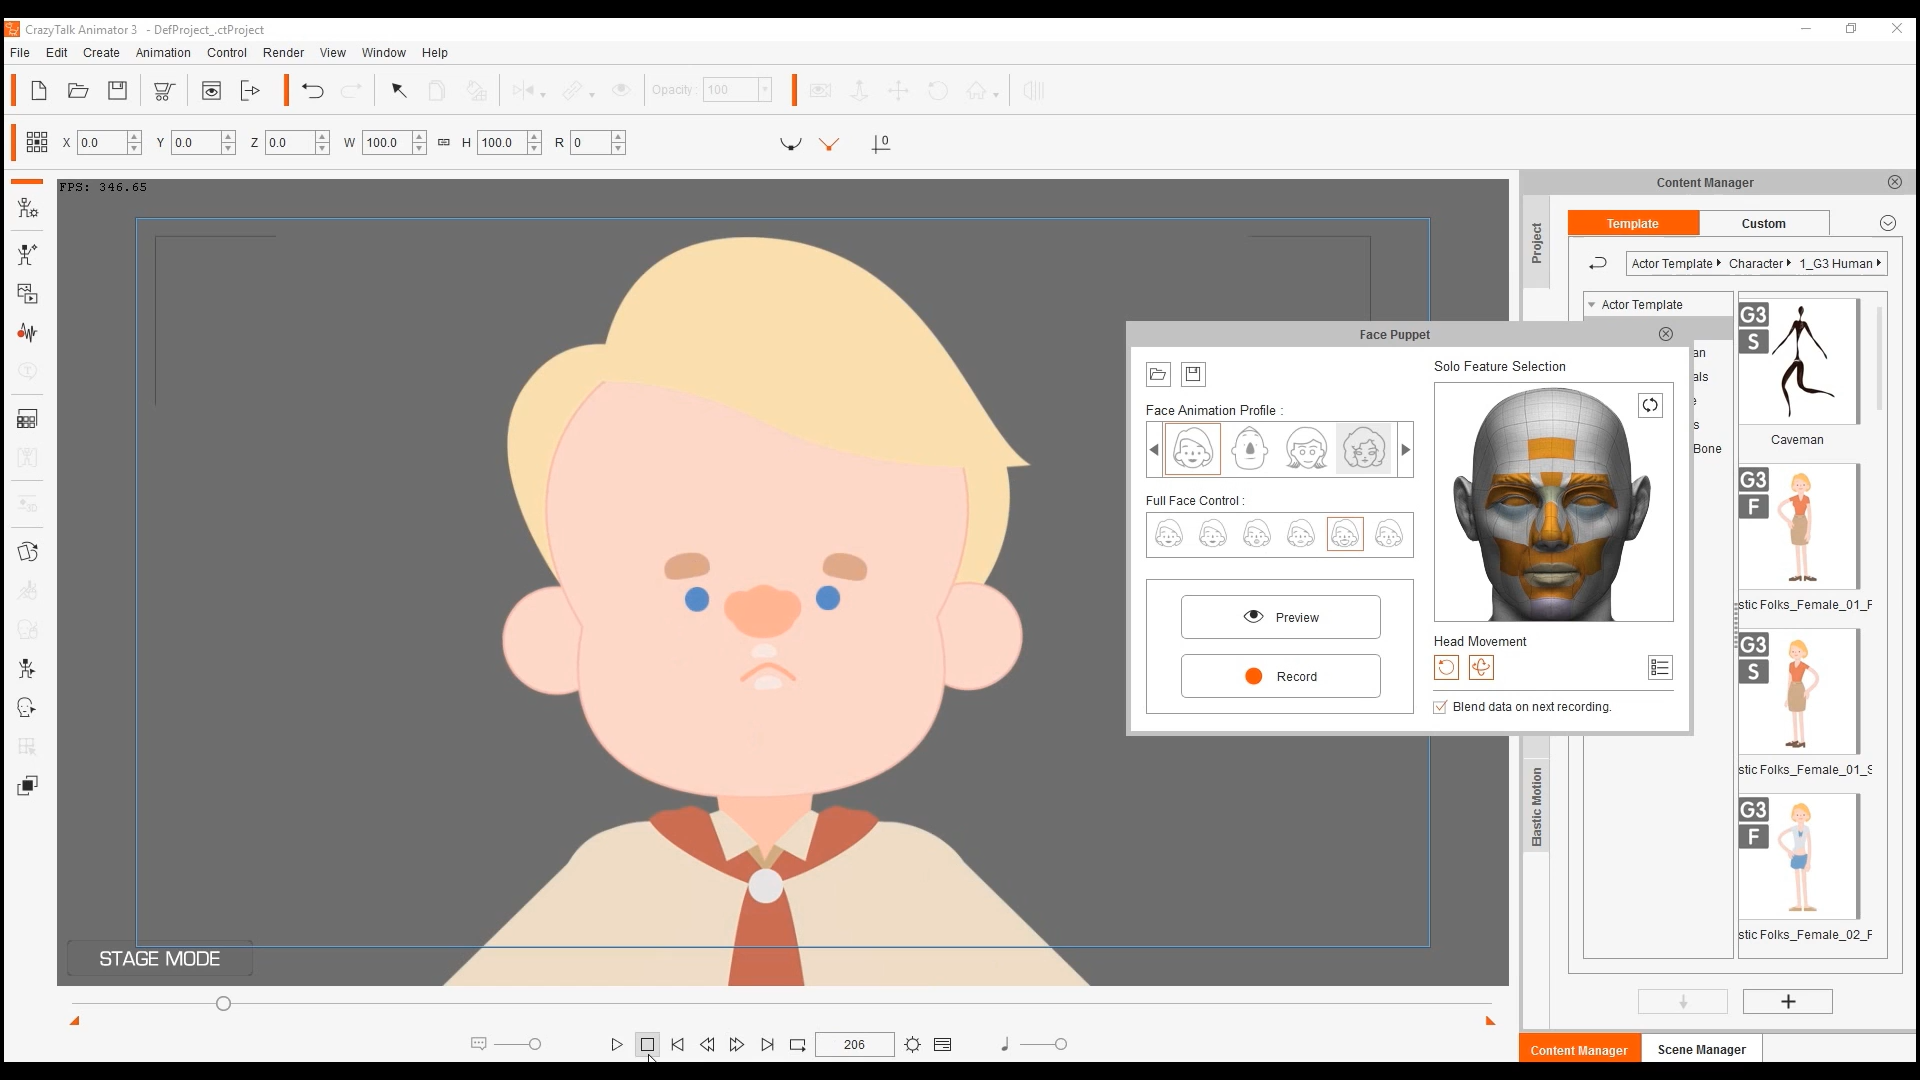 CrazyTalk Animator 3 - DefProject_.ctProject
File Edit Create Animation Control Render View Window Help
Opacity : 100
X 0.0 Y 0.0 Z 0.0 W 100.0 H 100.0 R 0
0
FPS: 346.65
Content Manager
Project
Template Custom
Actor Template Character 1_G3 Human
Actor Template
an
als
s
Bone
G3
S
Caveman
G3
F
stic Folks_Female_01_F
G3
S
stic Folks_Female_01_S
G3
F
stic Folks_Female_02_F
Face Puppet
Face Animation Profile :
Full Face Control :
Preview
Record
Solo Feature Selection
Head Movement
Blend data on next recording.
Elastic Motion
STAGE MODE
206
Content Manager Scene Manager